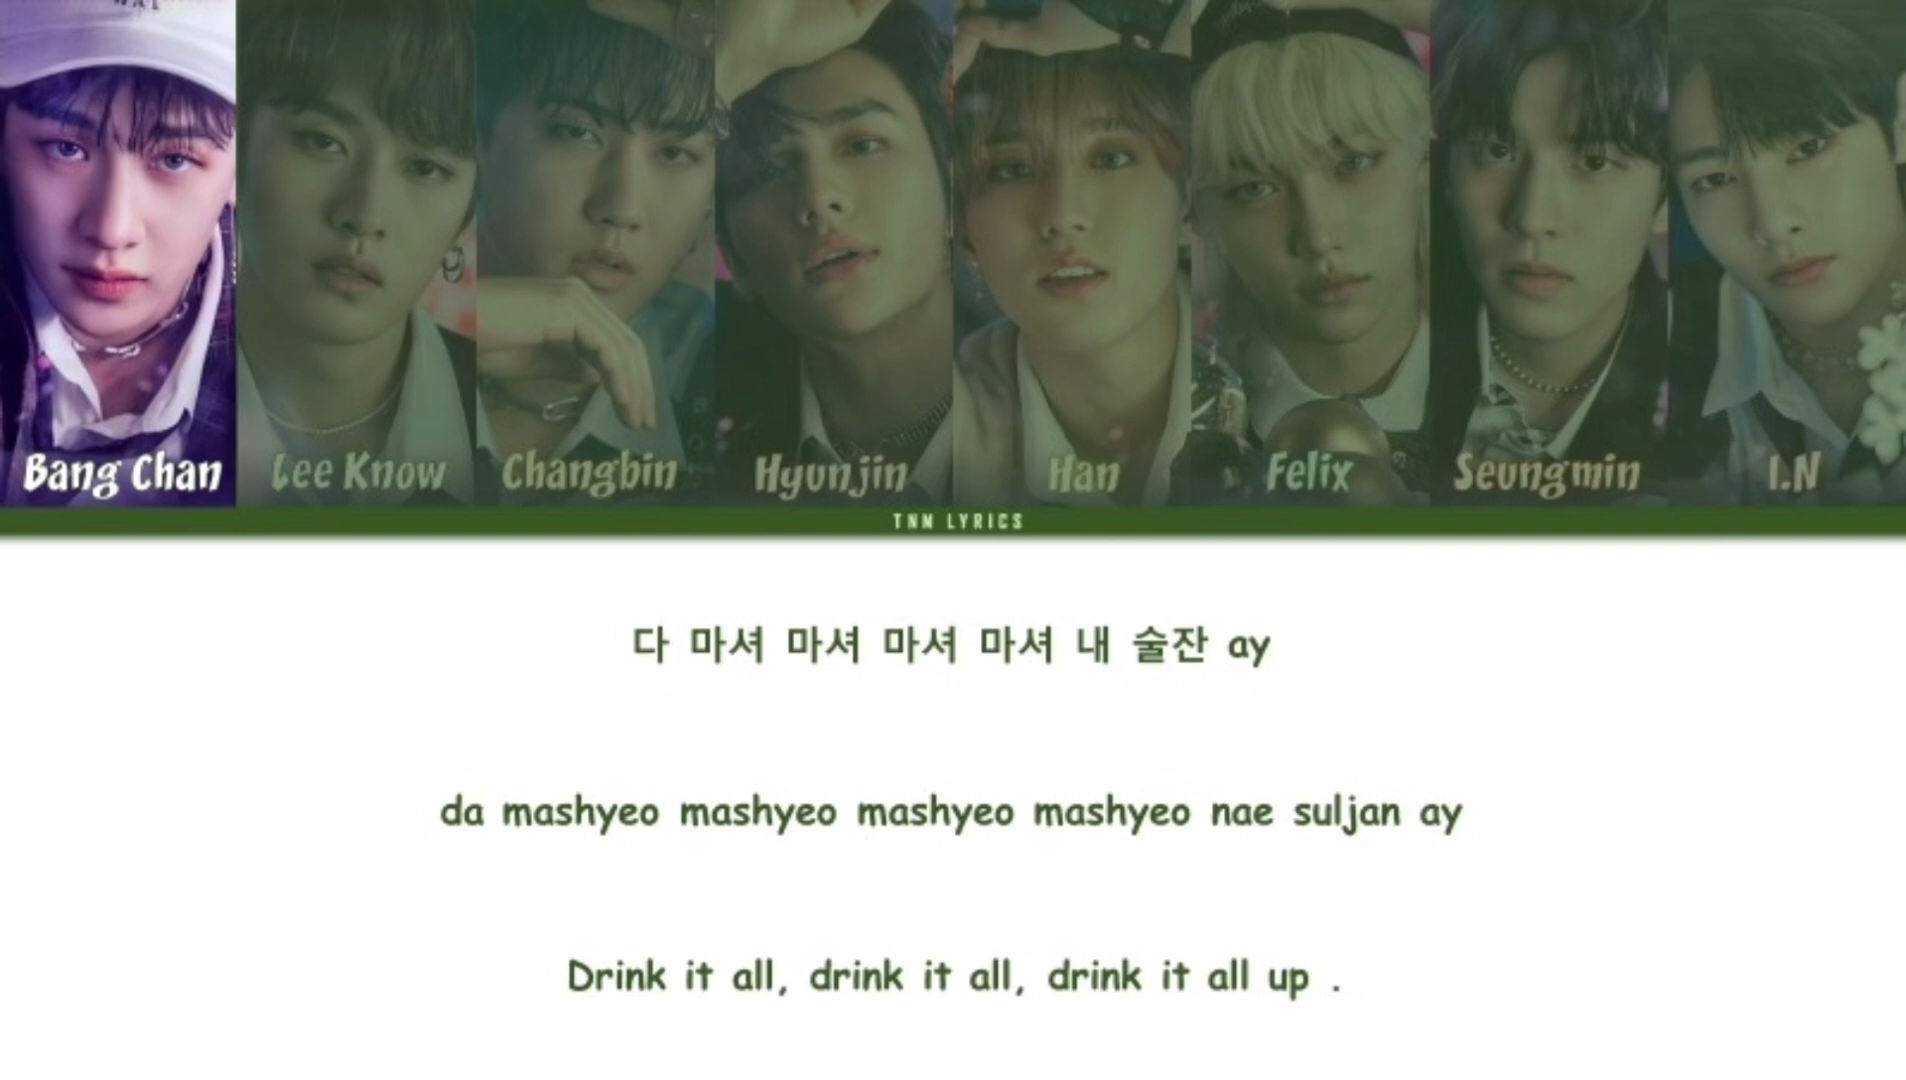 Bang Chan
Lee Know
Changbin
Hyunjin
Han
Felix
Seungmin
I.N
TNM LYRICS
다 마셔 마셔 마셔 마셔 내 술잔 ay
da mashyeo mashyeo mashyeo mashyeo nae suljan ay
Drink it all, drink it all, drink it all up .